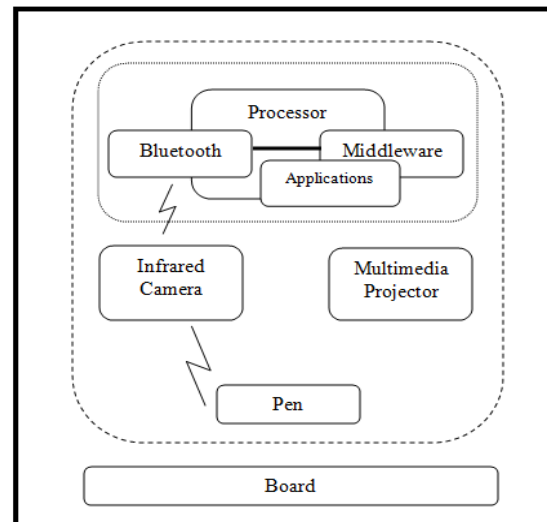 Processor
Bluetooth
Middleware
Applications
Infrared
Camera
Multimedia
Projector
Pen
Board